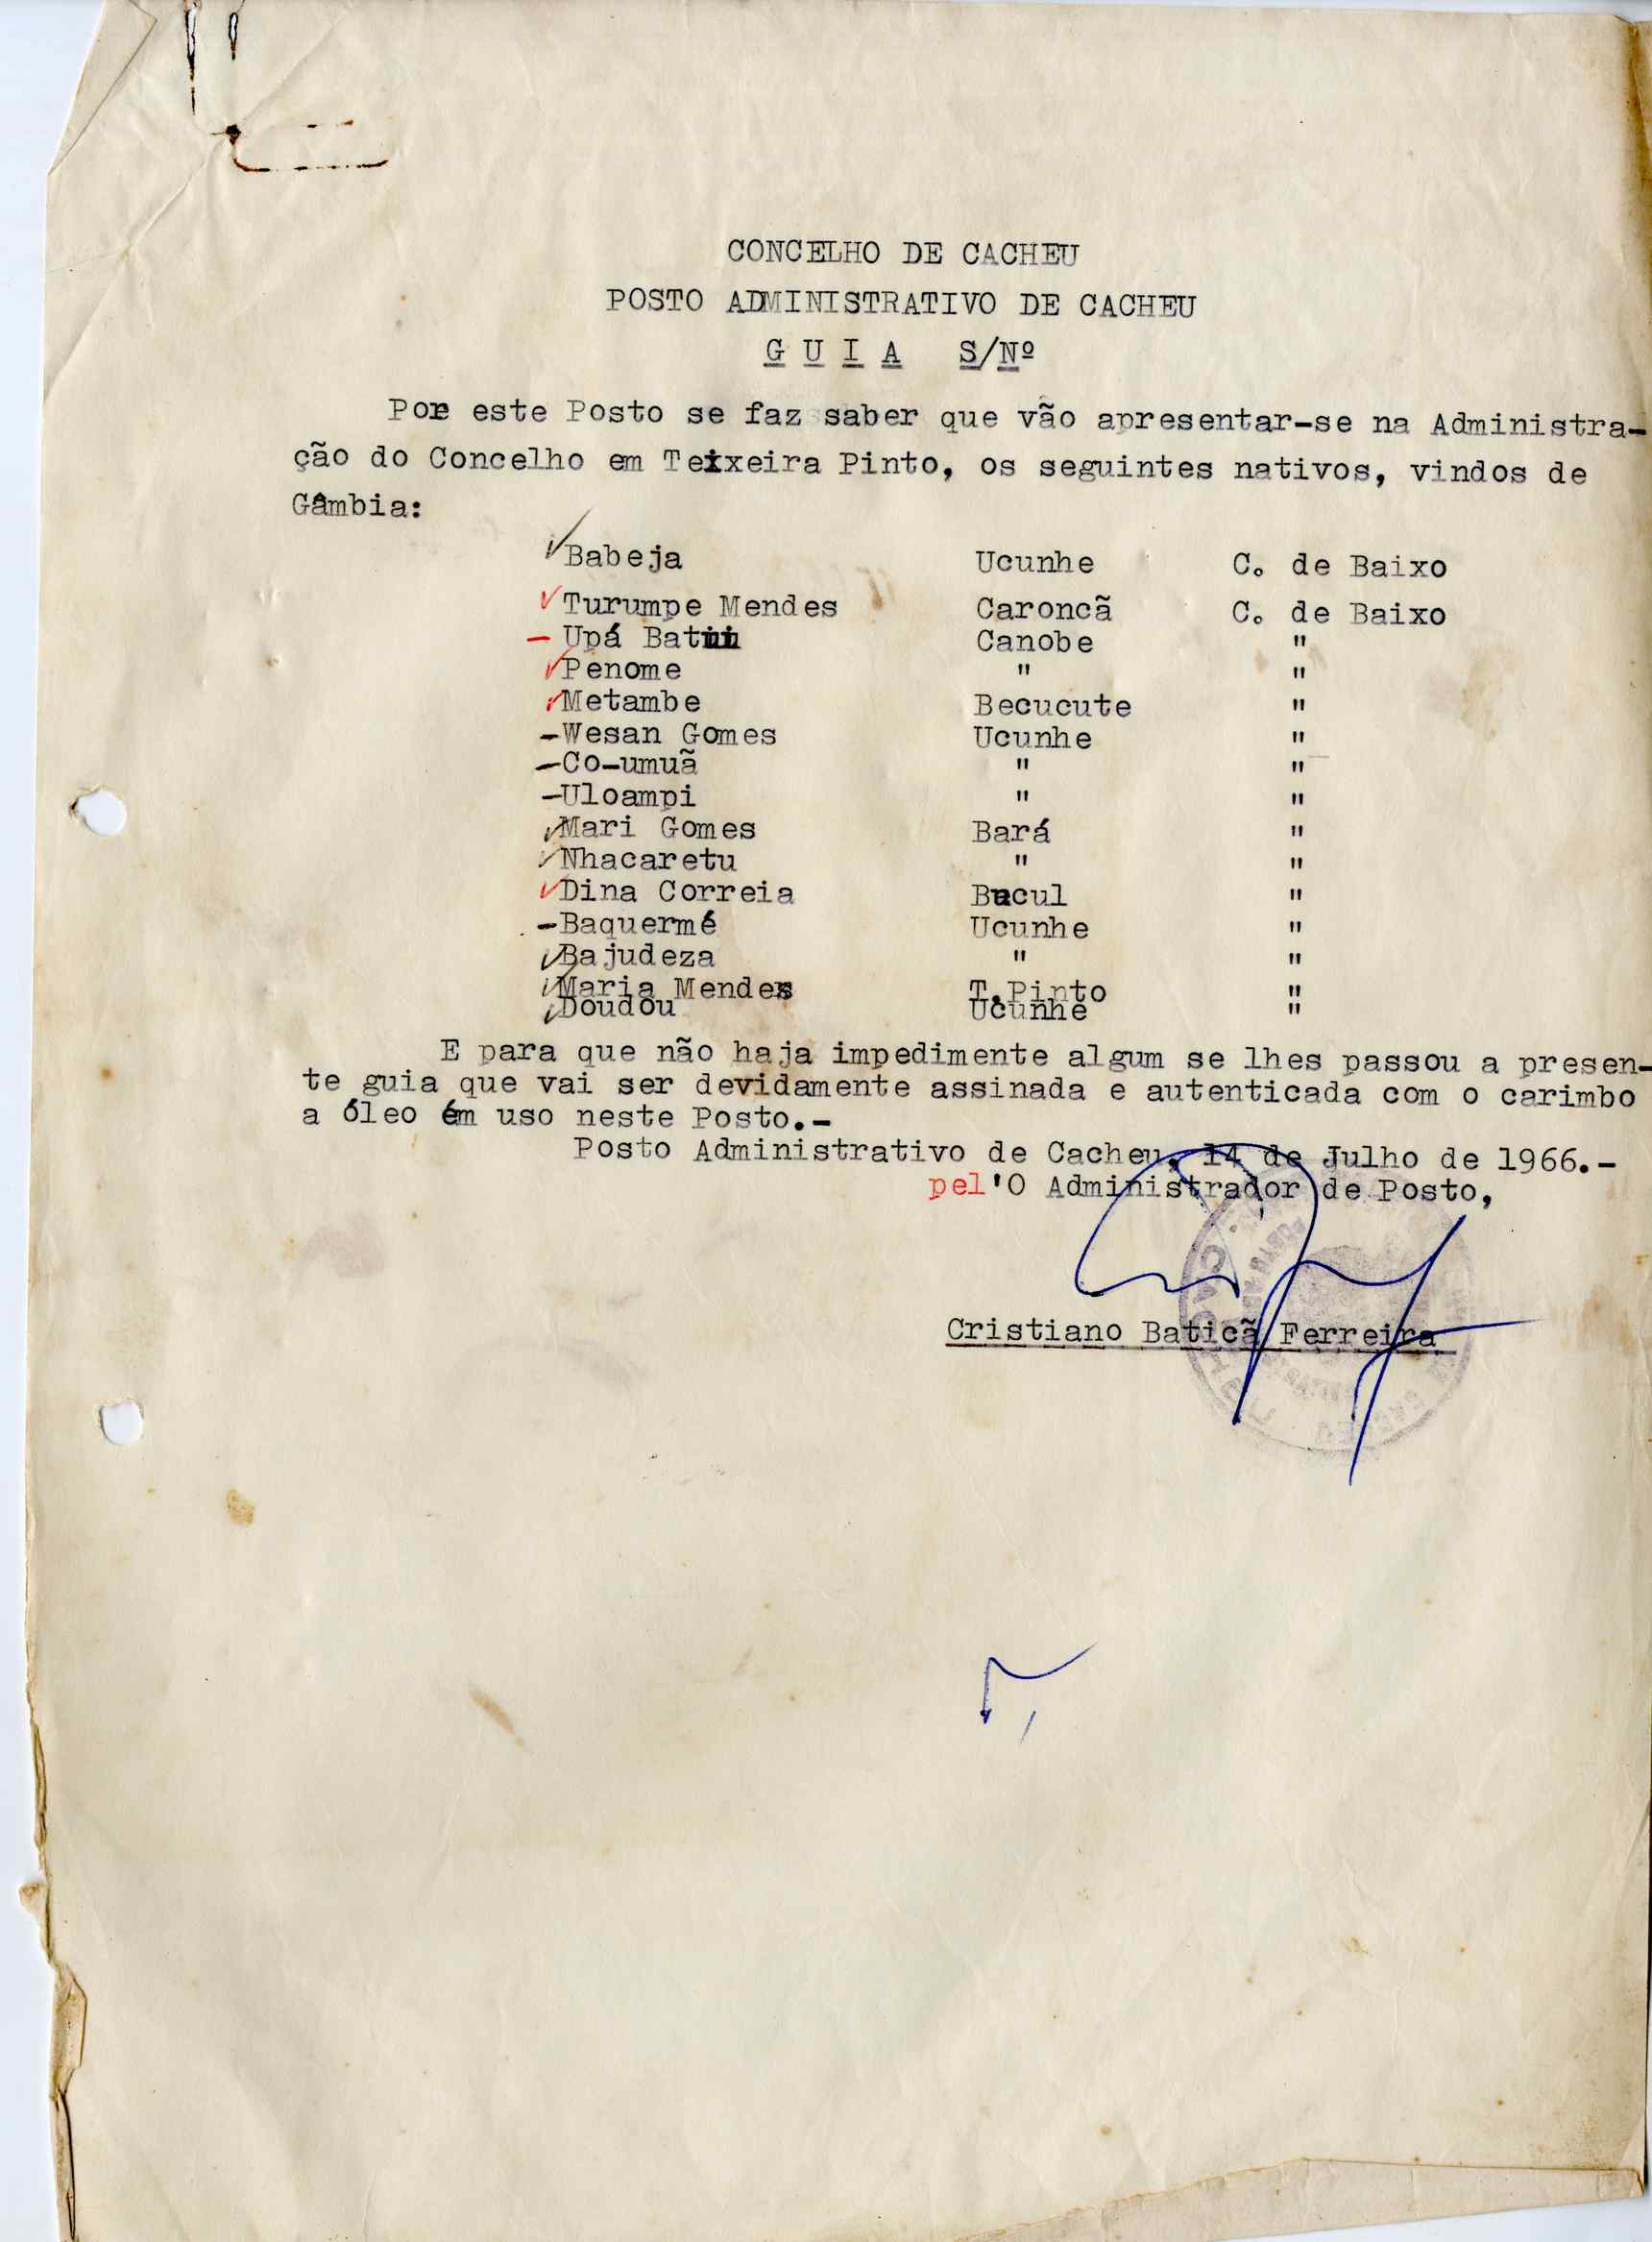 CONCELHO DE CACHEU
POSTO ADMINISTRATIVO DE CACHEU
G U I A S/Nº
Por este Posto se faz saber que vão apresentar-se na Administra-
ção do Concelho em Teixeira Pinto, os seguintes nativos, vindos de
Gâmbia:
Babeja Ucunhe C. de Baixo
Turumpe Mendes Caroncã C. de Baixo
- Upá Canobe "
Penome " "
Metambe Becucute "
-Wesan Gomes Ucunhe "
-Co-umuã " "
-Uloampi " "
Mari Gomes Bará "
Nhacaretu " "
Dina Correia Bucul "
-Baquermé Ucunhe "
Bajudeza " "
Maria Mendes T.Pinto "
Doudou Ucunhe "
E para que não haja impedimente algum se lhes passou a presen-
te guia que vai ser devidamente assinada e autenticada com o carimbo
a óleo ém uso neste Posto.-
Posto Administrativo de Cacheu, 14 de Julho de 1966.-
pel'O Administrador de Posto,
Cristiano Baticã Ferreira